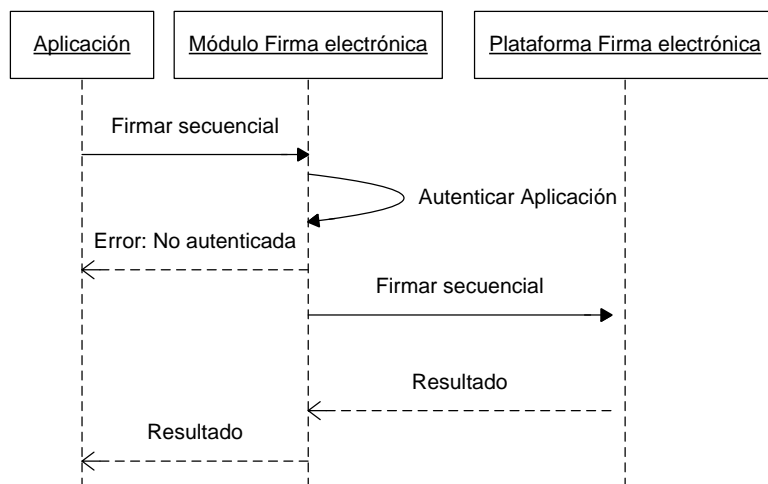 Aplicación
Módulo Firma electrónica
Plataforma Firma electrónica
Firmar secuencial
Autenticar Aplicación
Error: No autenticada
Firmar secuencial
Resultado
Resultado